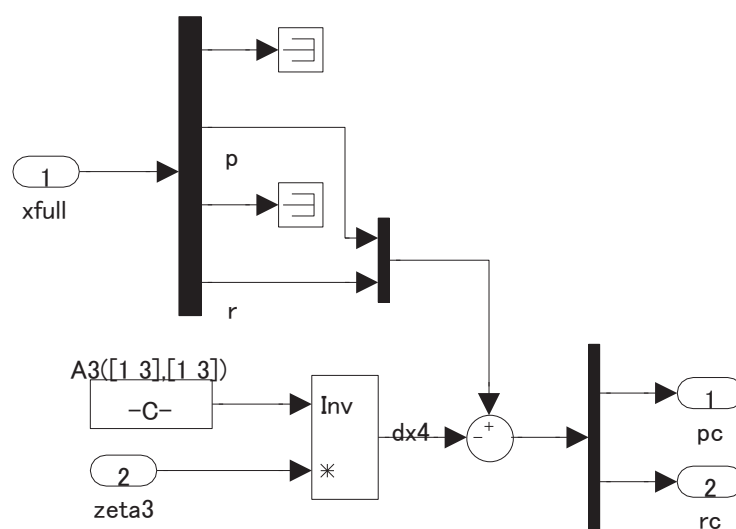 p
1
xfull
r
A3([1 3],[1 3])
-C-
Inv
*
dx4
+
-
1
pc
2
zeta3
2
rc